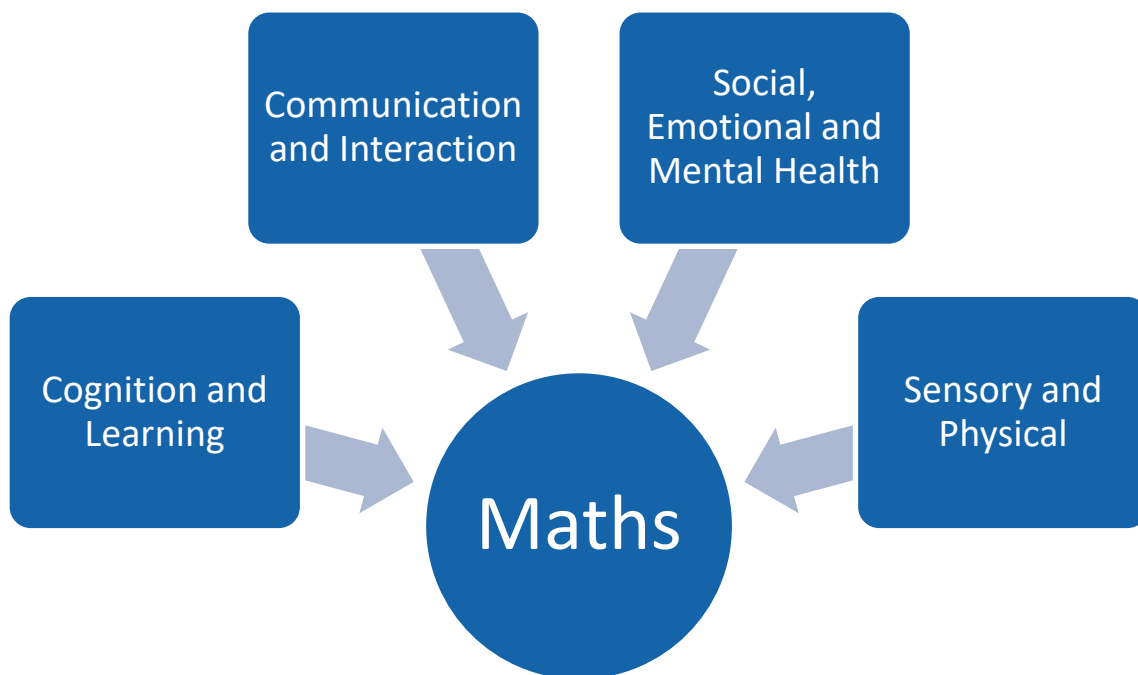 Communication
and Interaction
Social,
Emotional and
Mental Health
Cognition and
Learning
Sensory and
Physical
Maths